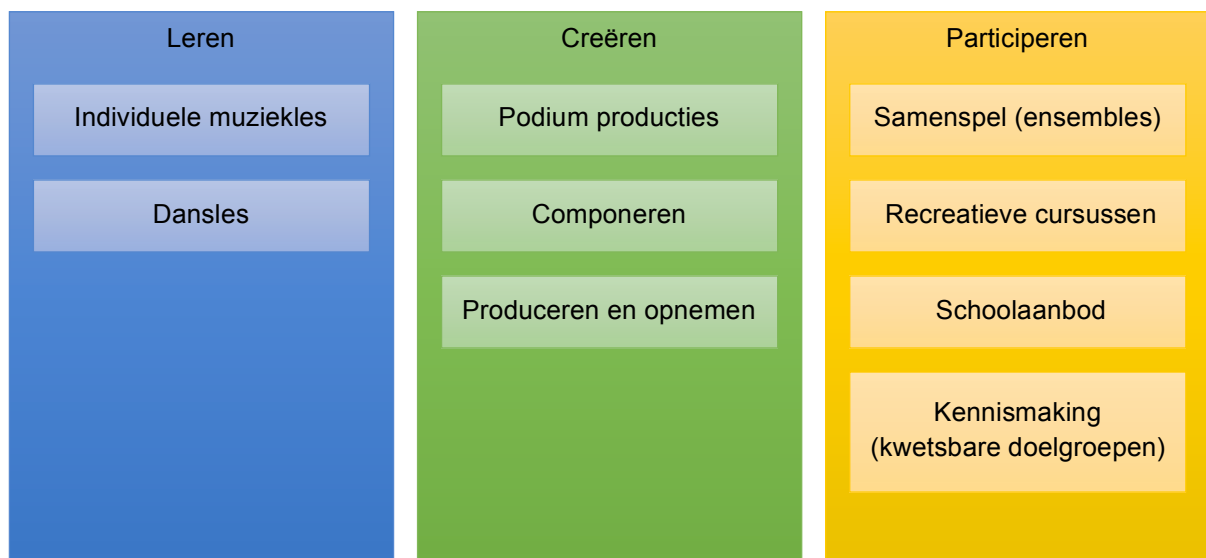 Leren
Individuele muziekles
Dansles
Creëren
Podium producties
Componeren
Produceren en opnemen
Participeren
Samenspel (ensembles)
Recreatieve cursussen
Schoolaanbod
Kennismaking
(kwetsbare doelgroepen)